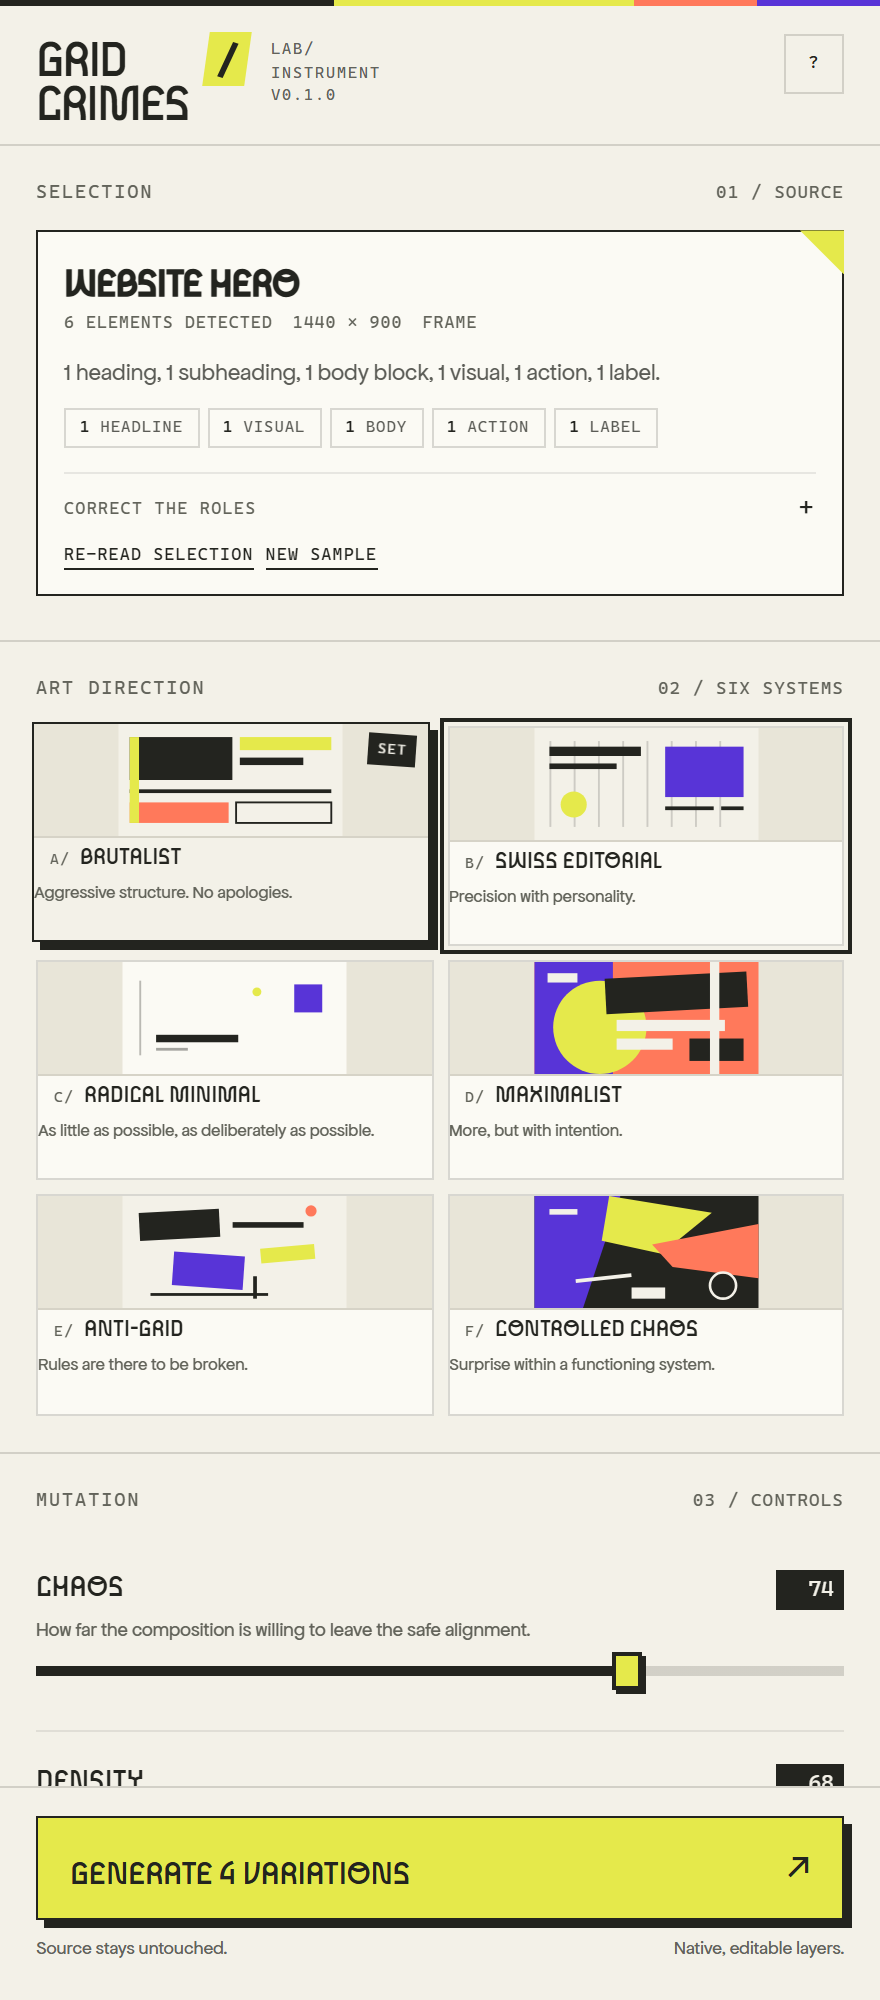 GRID
CRIMES
/
LAB/
INSTRUMENT
V0.1.0
?
SELECTION
01 / SOURCE
WEBSITE HERO
6 ELEMENTS DETECTED 1440 × 900 FRAME
1 heading, 1 subheading, 1 body block, 1 visual, 1 action, 1 label.
1 HEADLINE 1 VISUAL 1 BODY 1 ACTION 1 LABEL
CORRECT THE ROLES +
RE-READ SELECTION NEW SAMPLE
ART DIRECTION
02 / SIX SYSTEMS
SET
A/ BRUTALIST
Aggressive structure. No apologies.
B/ SWISS EDITORIAL
Precision with personality.
C/ RADICAL MINIMAL
As little as possible, as deliberately as possible.
D/ MAXIMALIST
More, but with intention.
E/ ANTI-GRID
Rules are there to be broken.
F/ CONTROLLED CHAOS
Surprise within a functioning system.
MUTATION
03 / CONTROLS
CHAOS
74
How far the composition is willing to leave the safe alignment.
DENSITY
68
GENERATE 4 VARIATIONS
Source stays untouched.
Native, editable layers.